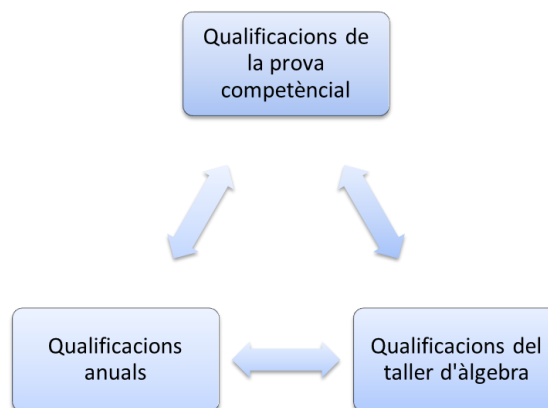 Qualificacions de
la prova
competèncial
Qualificacions
anuals
Qualificacions del
taller d'àlgebra